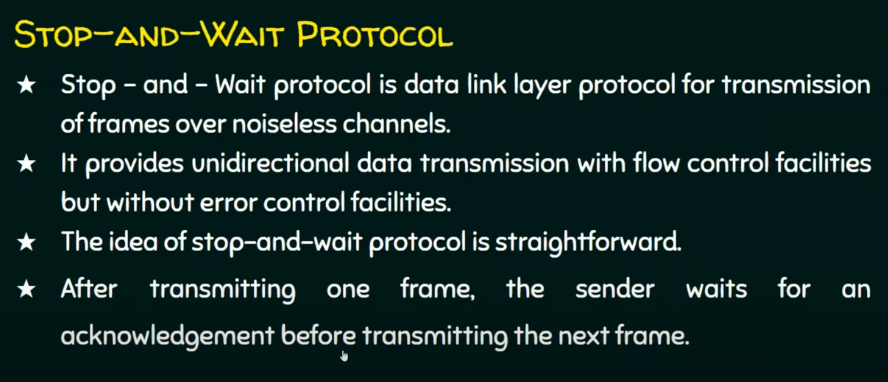 Stop-and-Wait Protocol
★ Stop - and - Wait protocol is data link layer protocol for transmission
of frames over noiseless channels.
★ It provides unidirectional data transmission with flow control facilities
but without error control facilities.
★ The idea of stop-and-wait protocol is straightforward.
★ After transmitting one frame, the sender waits for an
acknowledgement before transmitting the next frame.